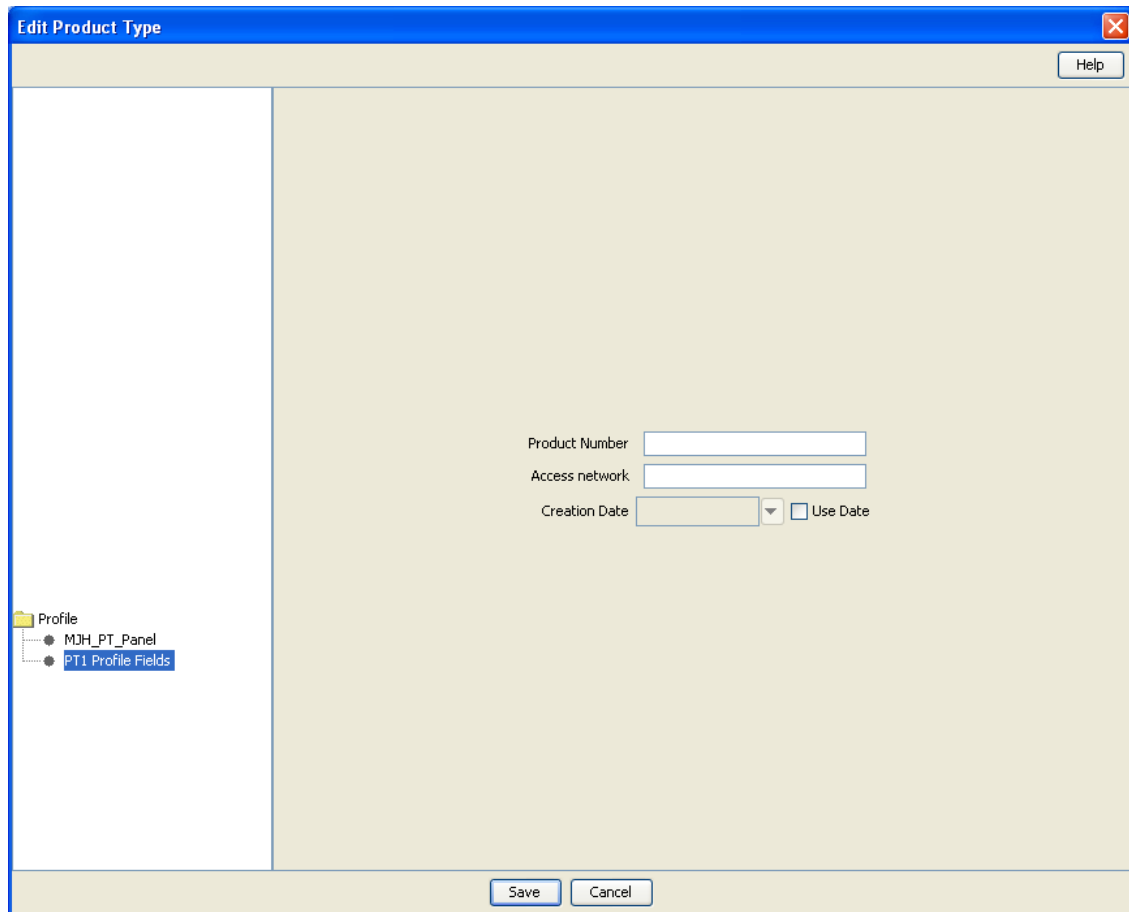 Edit Product Type
Help
Product Number
Access network
Creation Date Use Date
Profile
MJH_PT_Panel
PT1 Profile Fields
Save Cancel